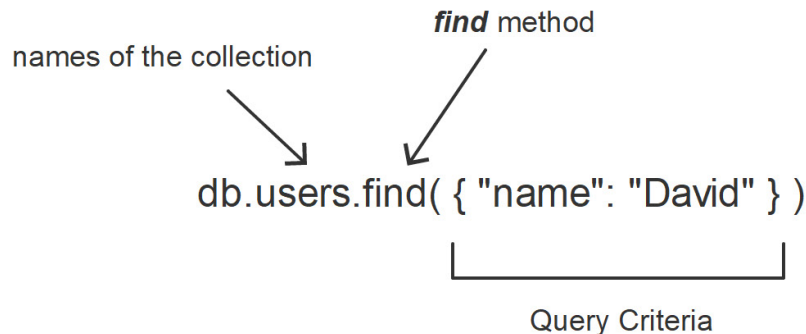 find method
names of the collection
db.users.find( { "name": "David" } )
Query Criteria